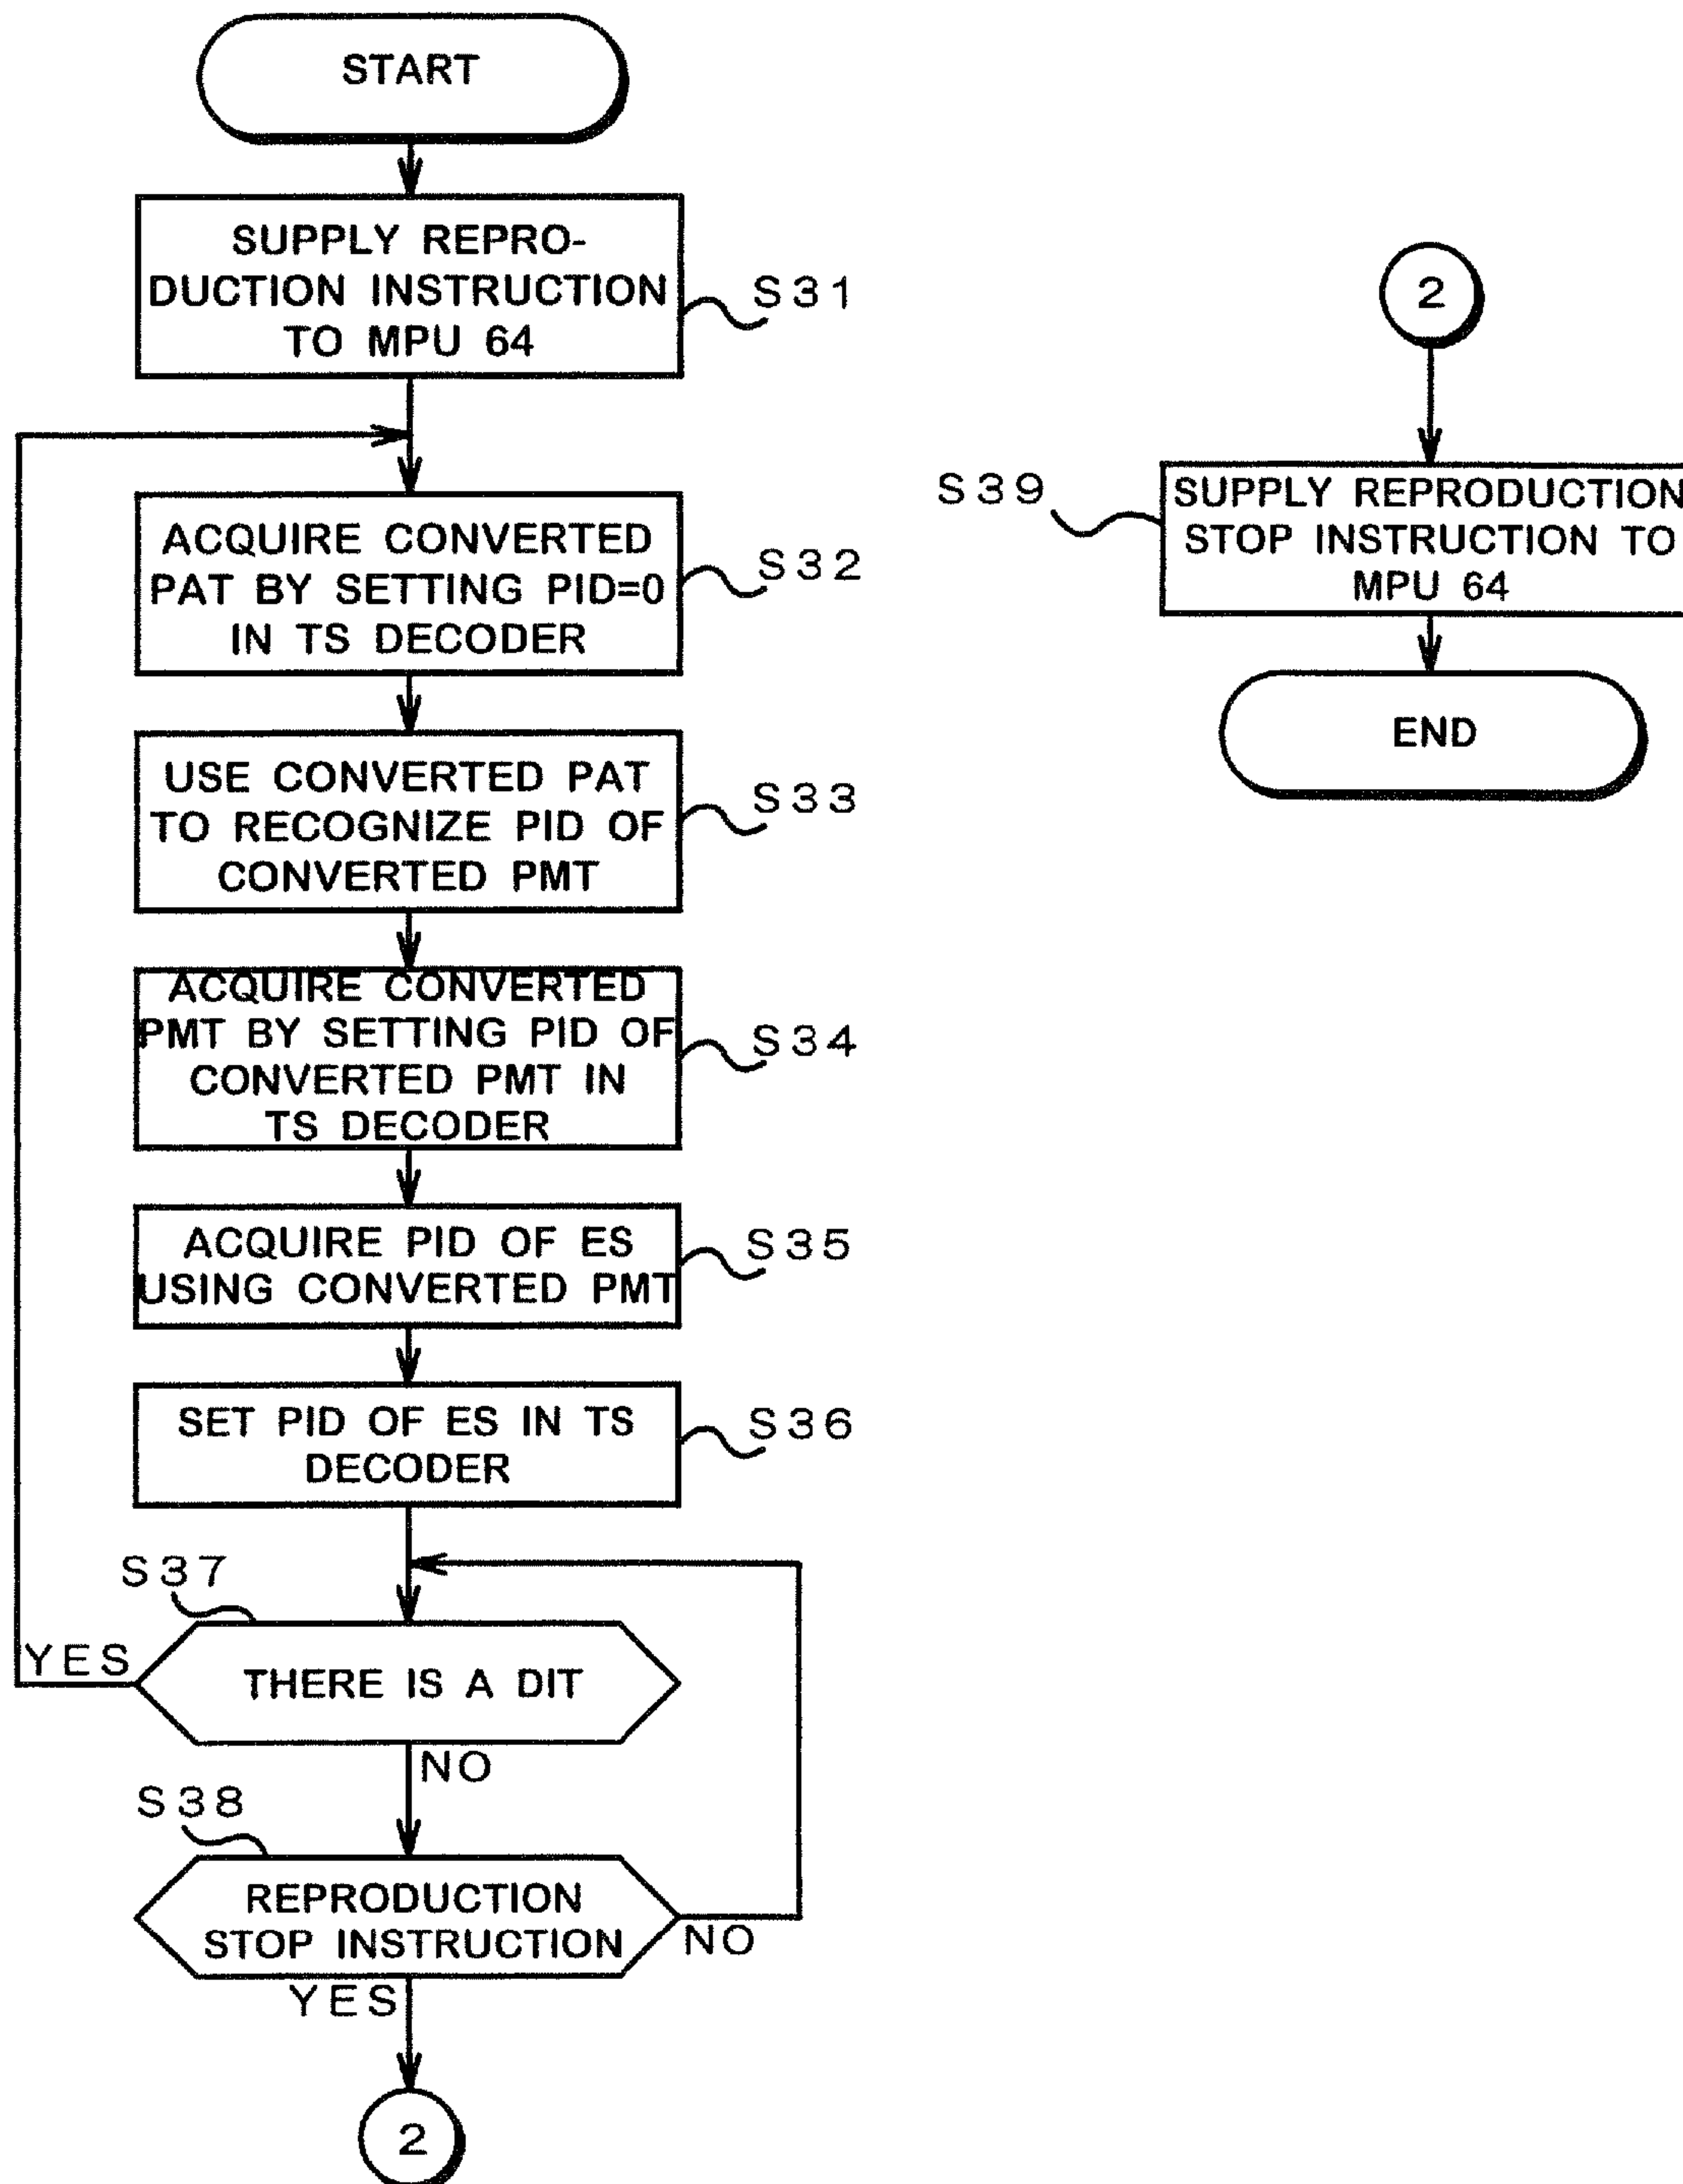 START
SUPPLY REPRO-
DUCTION INSTRUCTION
TO MPU 64
S31
ACQUIRE CONVERTED
PAT BY SETTING PID=0
IN TS DECODER
S32
USE CONVERTED PAT
TO RECOGNIZE PID OF
CONVERTED PMT
S33
ACQUIRE CONVERTED
PMT BY SETTING PID OF
CONVERTED PMT IN
TS DECODER
S34
ACQUIRE PID OF ES
USING CONVERTED PMT
S35
SET PID OF ES IN TS
DECODER
S36
S37
YES
THERE IS A DIT
NO
S38
REPRODUCTION
STOP INSTRUCTION
NO
YES
2
2
S39
SUPPLY REPRODUCTION
STOP INSTRUCTION TO
MPU 64
END